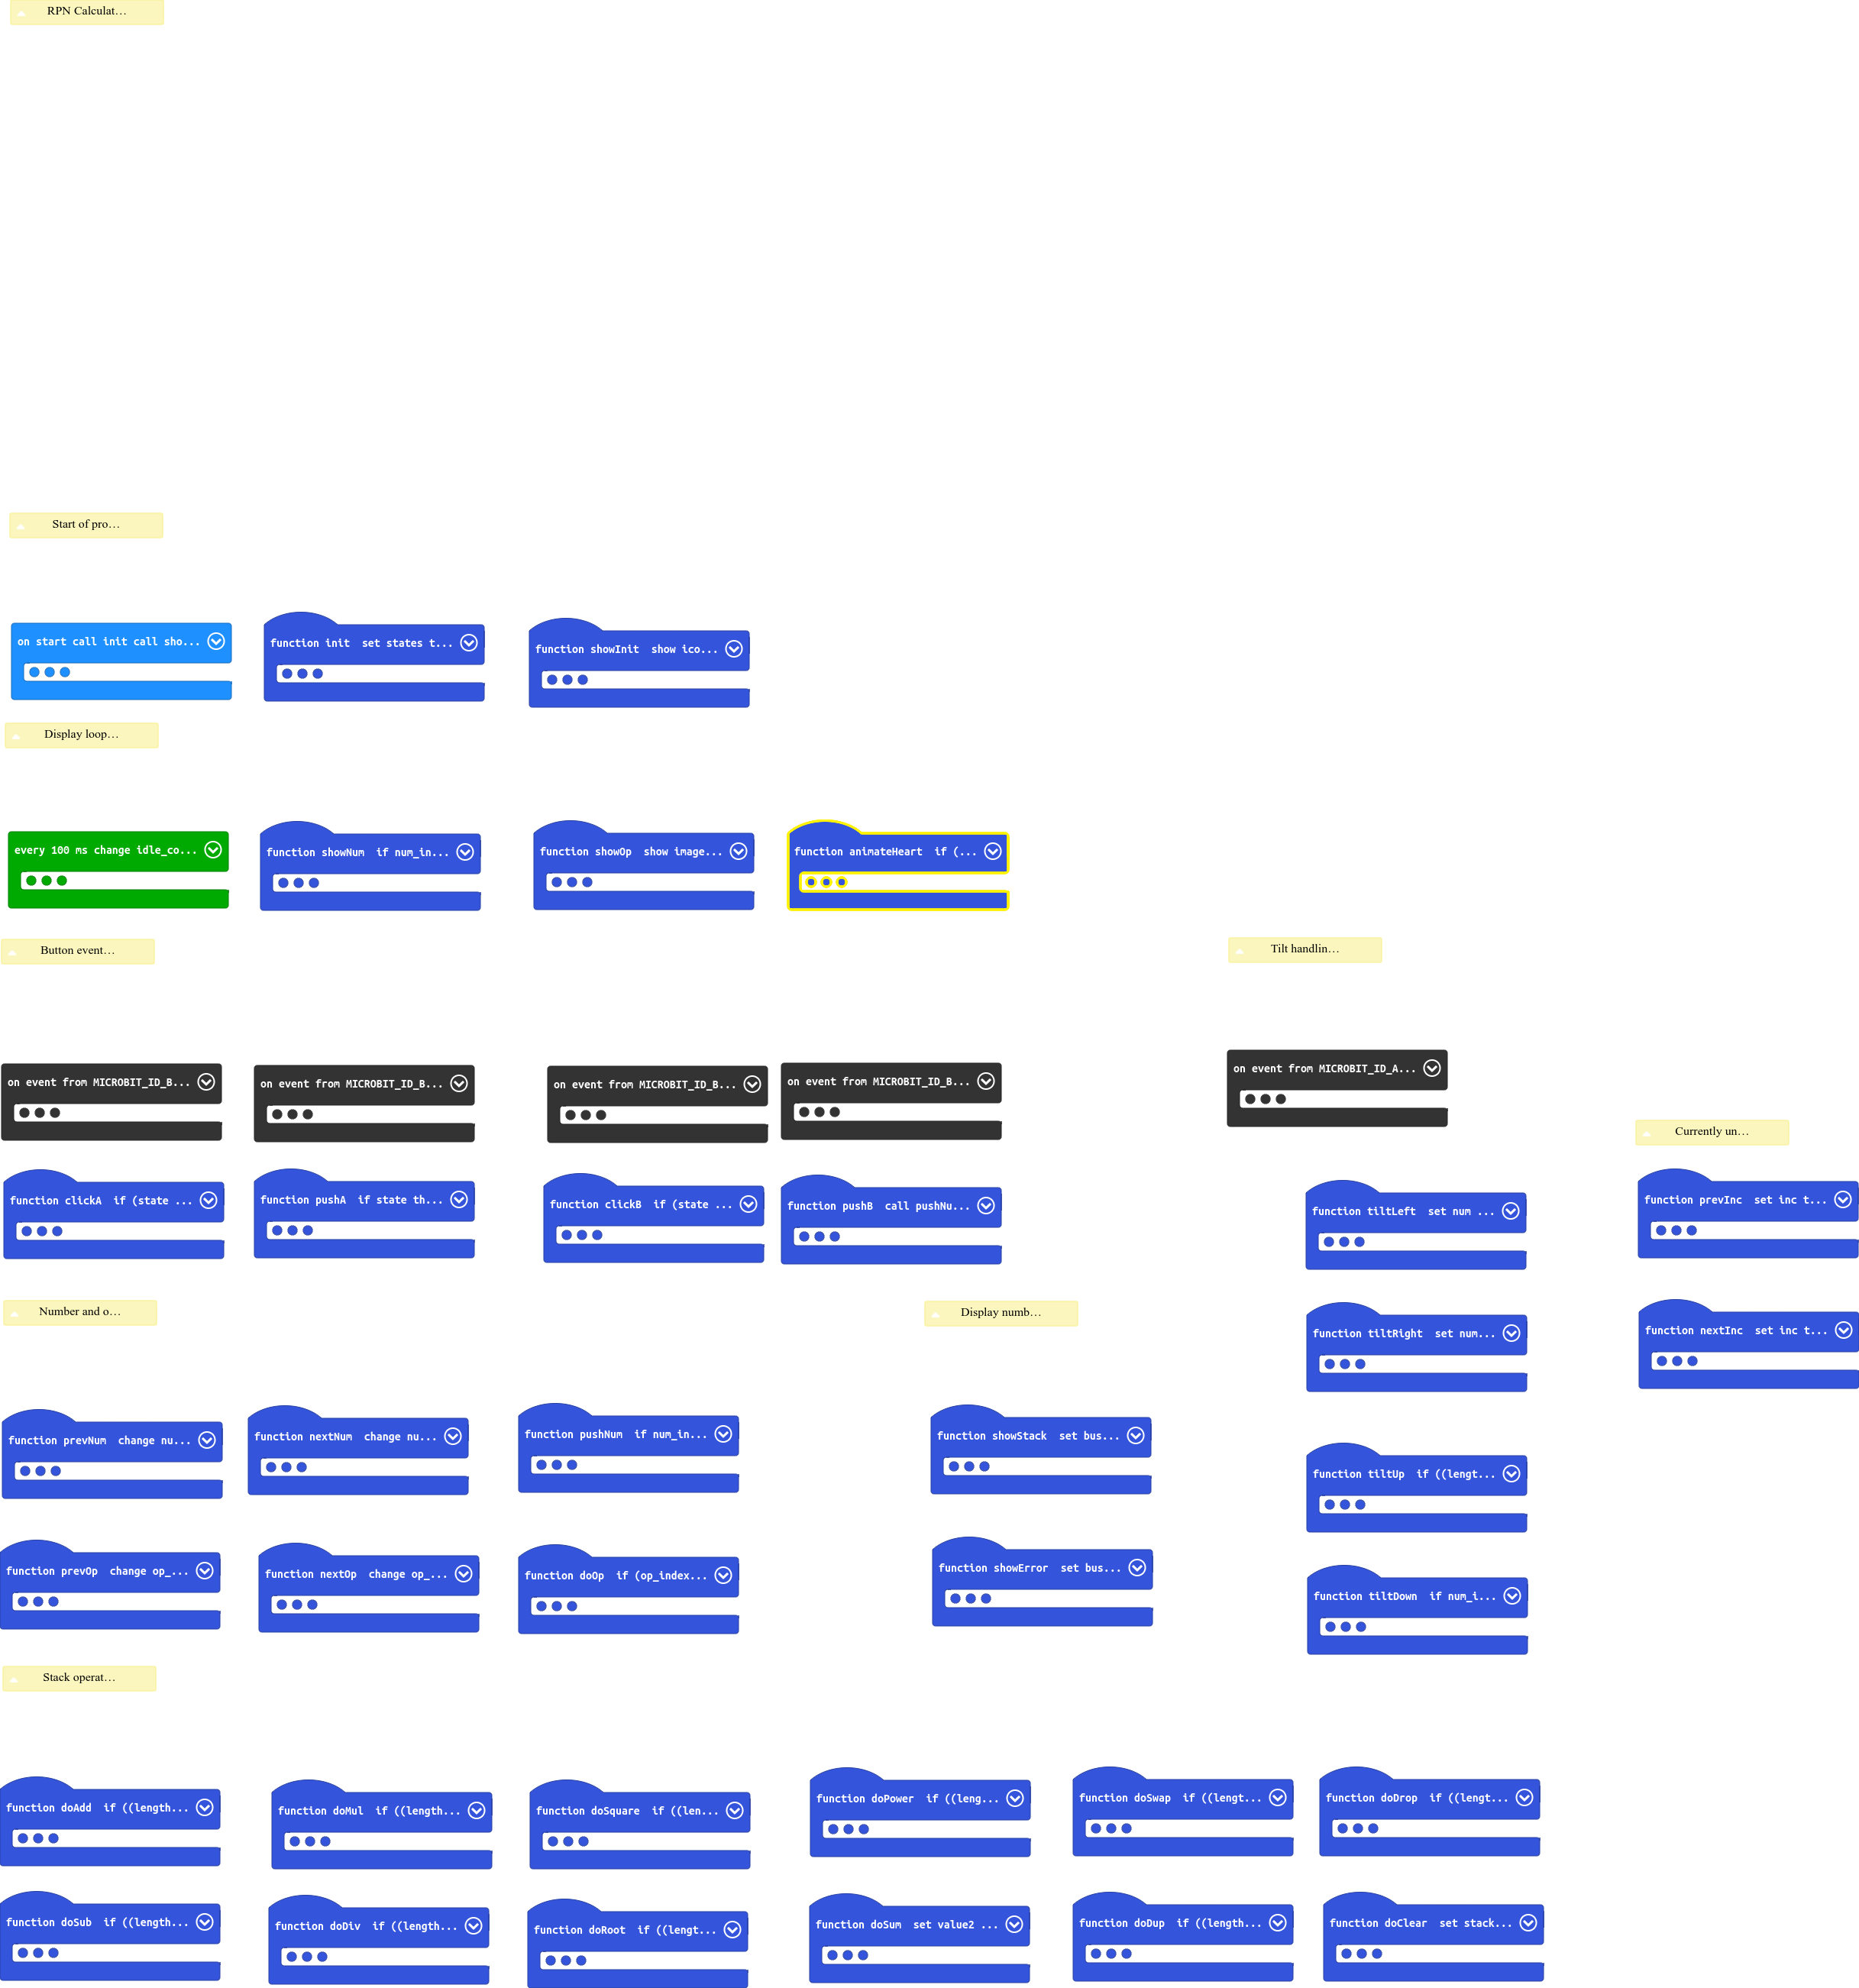 RPN Calculat…
Start of pro…
on start call init call sho...
function init  set states t...
function showInit  show ico...
Display loop…
every 100 ms change idle_co...
function showNum  if num_in...
function showOp  show image...
function animateHeart  if (...
Button event…
Tilt handlin…
on event from MICROBIT_ID_B...
on event from MICROBIT_ID_B...
on event from MICROBIT_ID_B...
on event from MICROBIT_ID_B...
on event from MICROBIT_ID_A...
Currently un…
function clickA  if (state ...
function pushA  if state th...
function clickB  if (state ...
function pushB  call pushNu...
function tiltLeft  set num ...
function prevInc  set inc t...
Number and o…
Display numb…
function tiltRight  set num...
function nextInc  set inc t...
function prevNum  change nu...
function nextNum  change nu...
function pushNum  if num_in...
function showStack  set bus...
function tiltUp  if ((lengt...
function prevOp  change op_...
function nextOp  change op_...
function doOp  if (op_index...
function showError  set bus...
function tiltDown  if num_i...
Stack operat…
function doAdd  if ((length...
function doMul  if ((length...
function doSquare  if ((len...
function doPower  if ((leng...
function doSwap  if ((lengt...
function doDrop  if ((lengt...
function doSub  if ((length...
function doDiv  if ((length...
function doRoot  if ((lengt...
function doSum  set value2 ...
function doDup  if ((length...
function doClear  set stack...